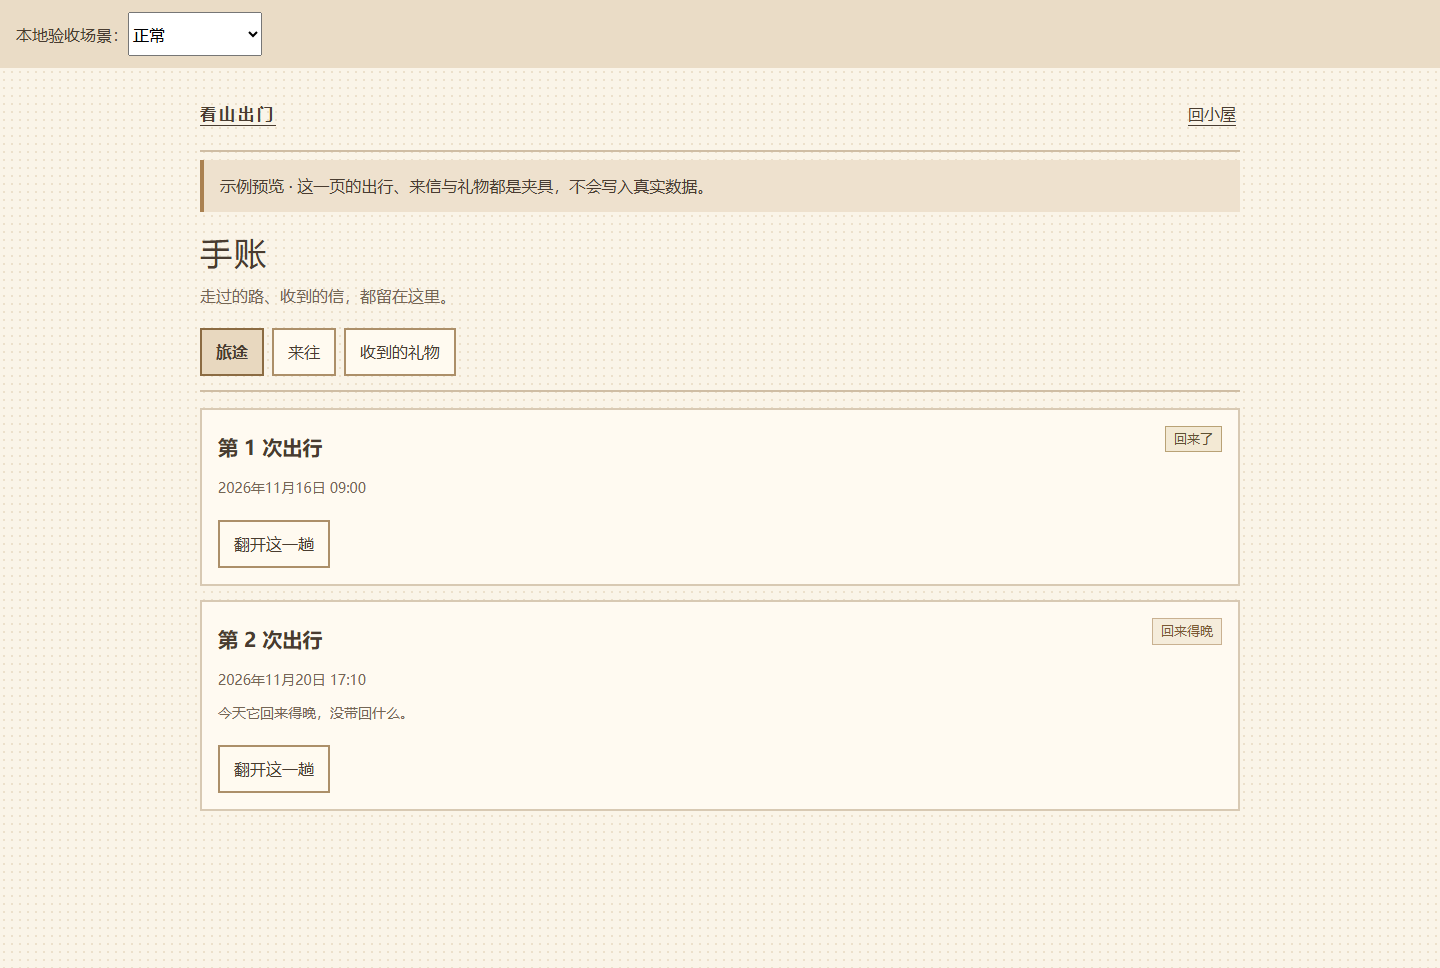 本地验收场景： 正常
看山出门 回小屋
示例预览 · 这一页的出行、来信与礼物都是夹具，不会写入真实数据。
手账
走过的路、收到的信，都留在这里。
旅途 来往 收到的礼物
第 1 次出行 回来了
2026年11月16日 09:00
翻开这一趟
第 2 次出行 回来得晚
2026年11月20日 17:10
今天它回来得晚，没带回什么。
翻开这一趟